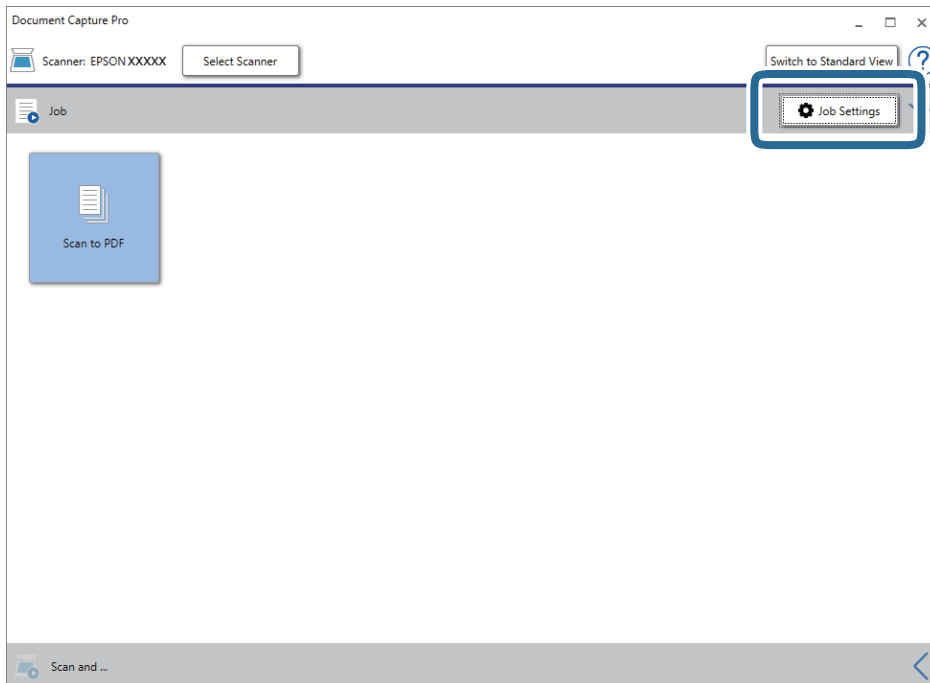 Document Capture Pro
Scanner: EPSON XXXXX
Select Scanner
Switch to Standard View
?
Job
Job Settings
Scan to PDF
Scan and ...